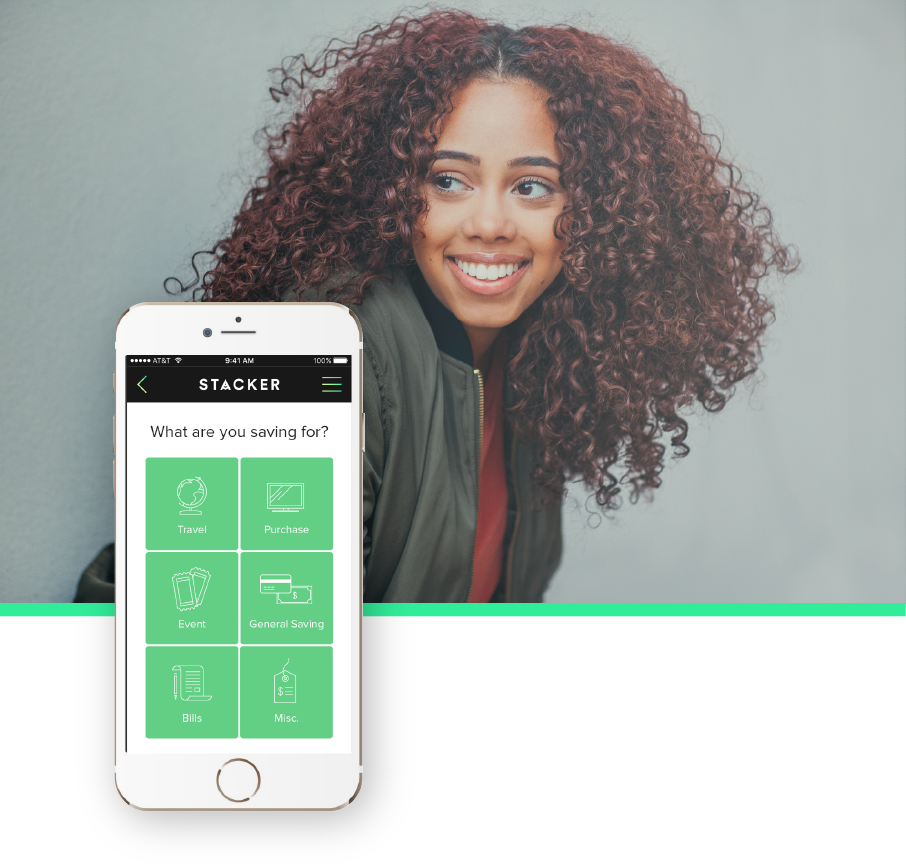 AT&T 9:41 AM 100%
STACKER
What are you saving for?
Travel Purchase
$
Event General Saving
$
Bills Misc.